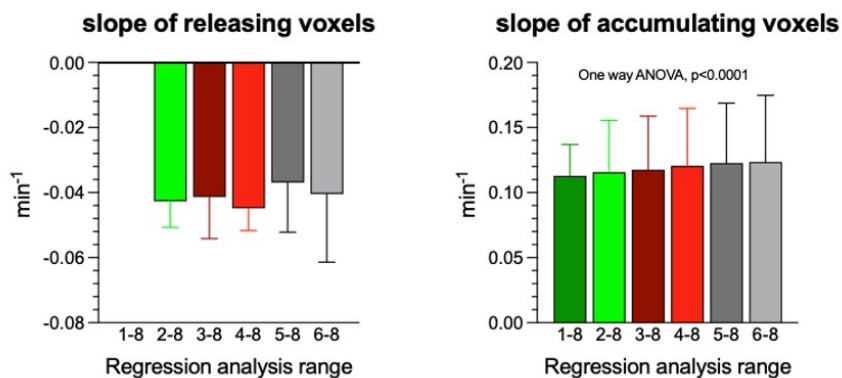 slope of releasing voxels
0.00
-0.02
-0.04
-0.06
-0.08
min-1
1-8 2-8 3-8 4-8 5-8 6-8
Regression analysis range
slope of accumulating voxels
One way ANOVA, p<0.0001
0.20
0.15
0.10
0.05
0.00
min-1
1-8 2-8 3-8 4-8 5-8 6-8
Regression analysis range